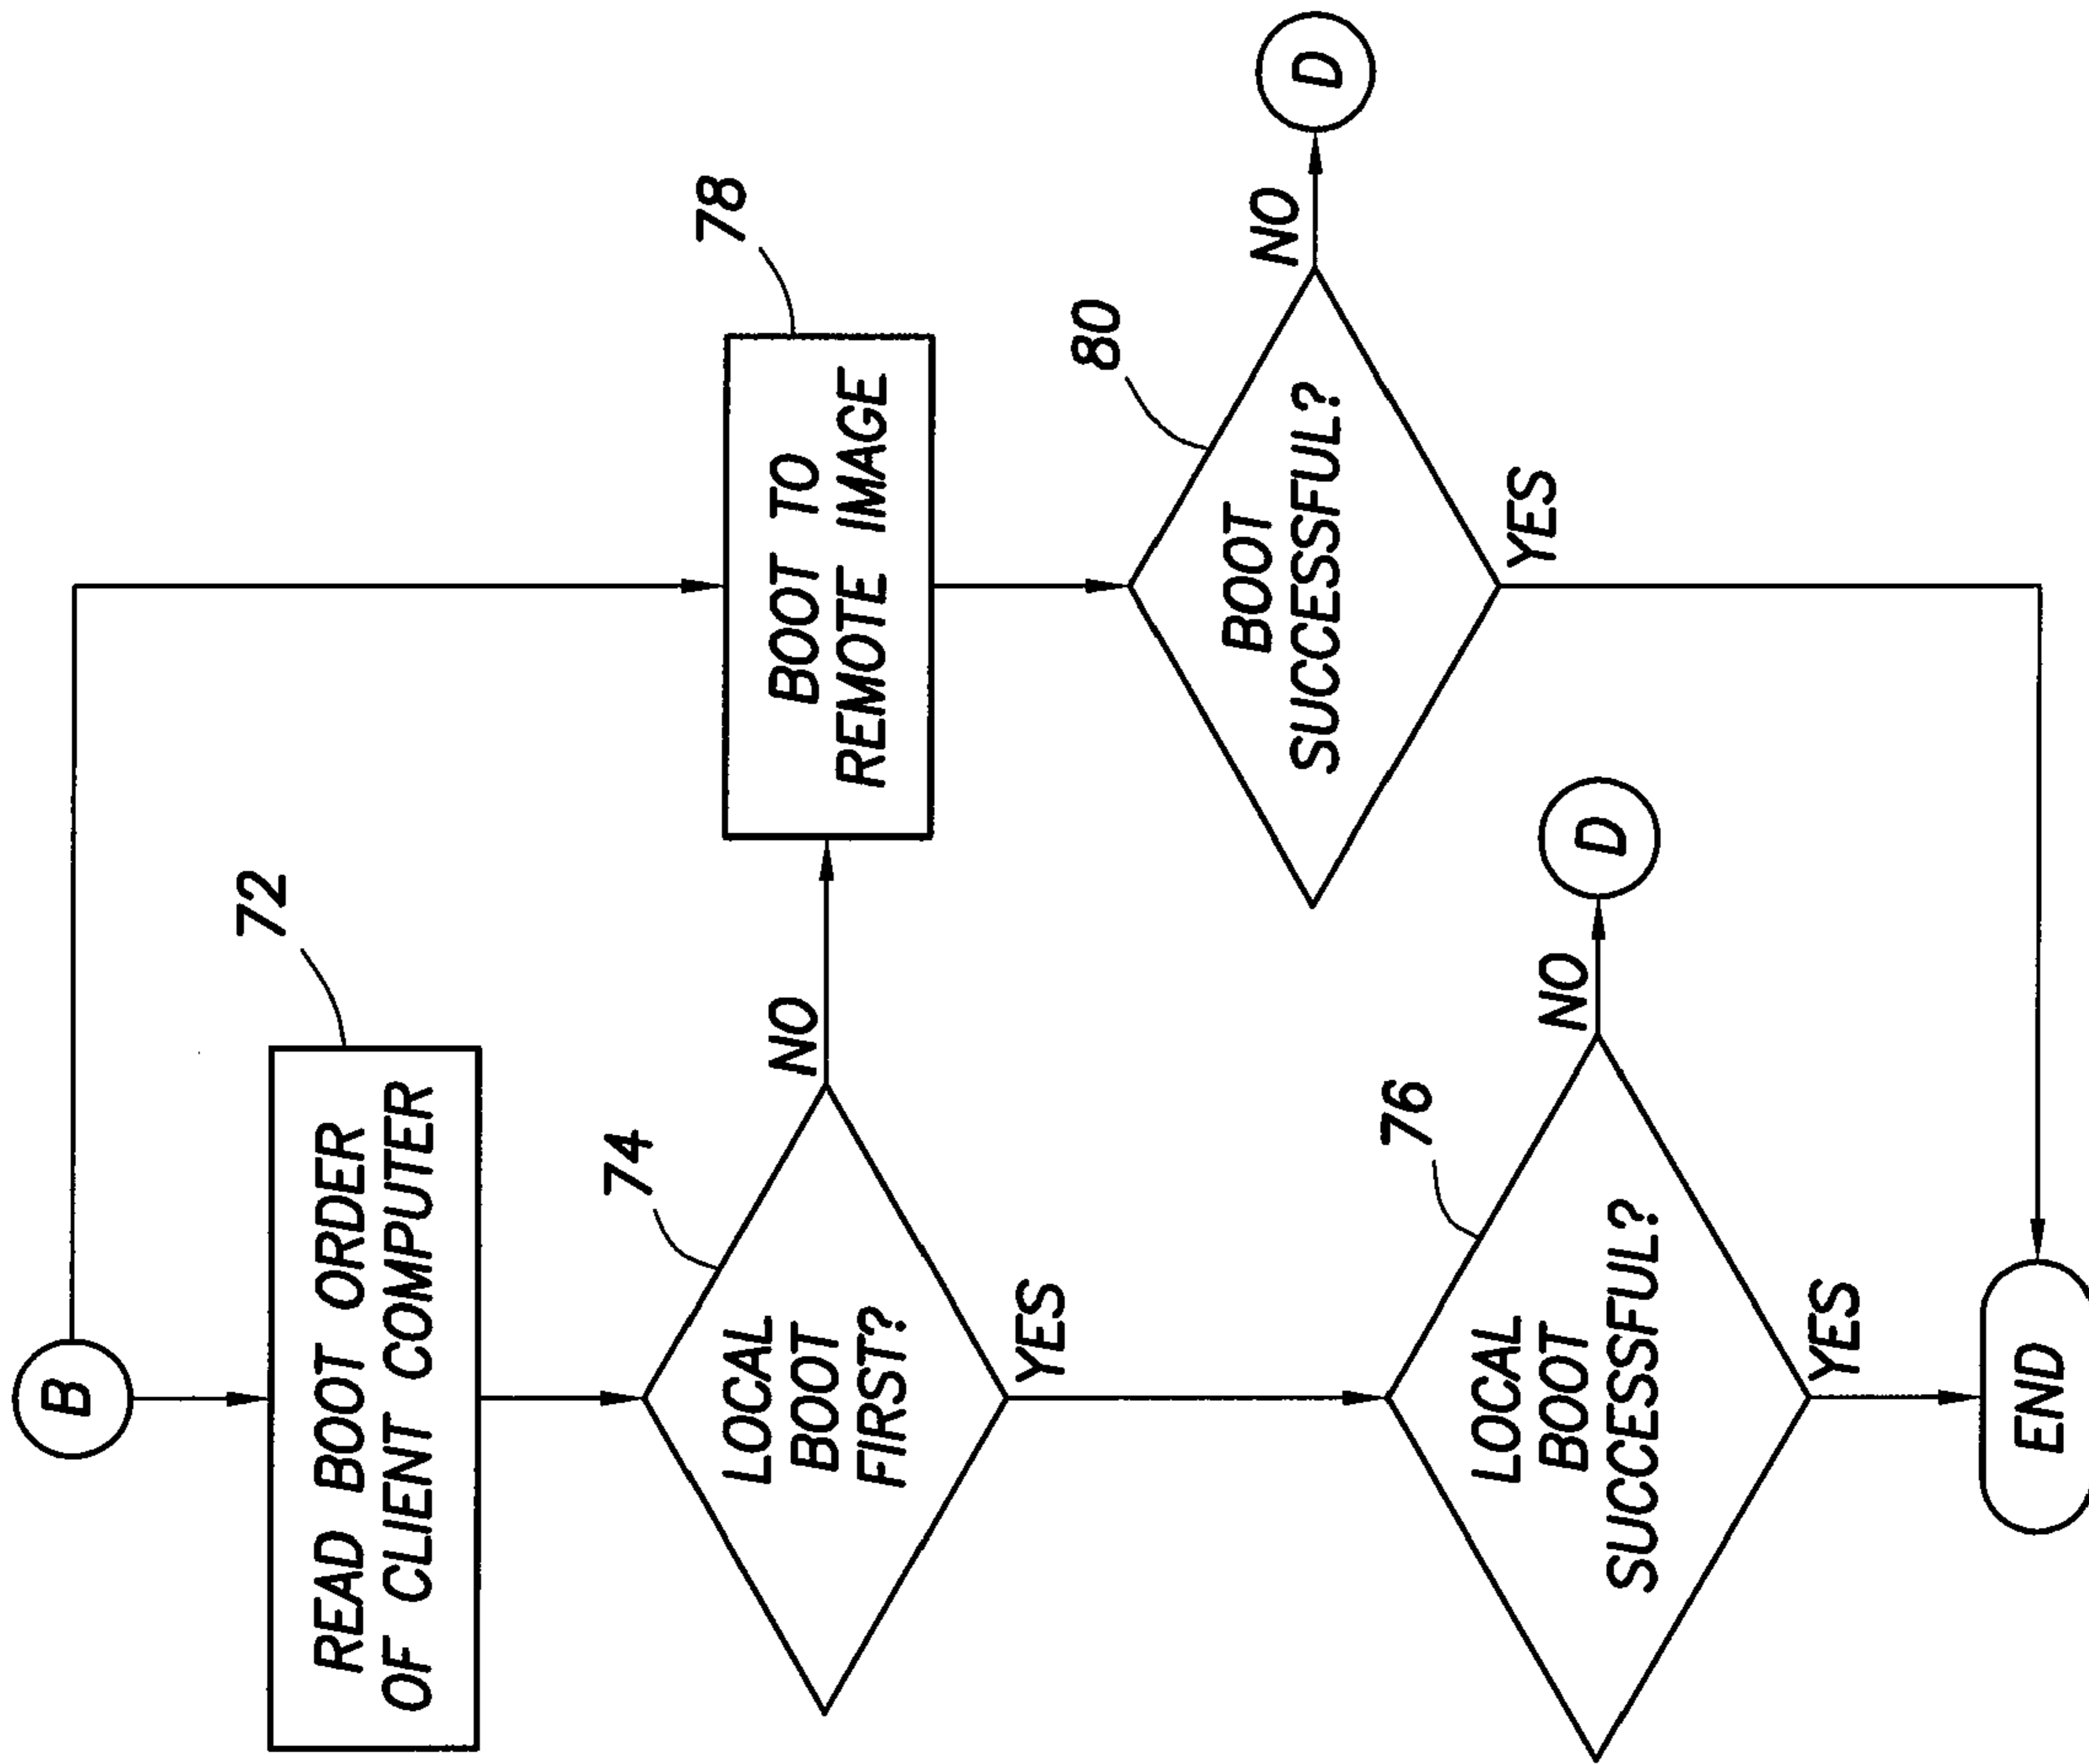 B
72
READ BOOT ORDER
OF CLIENT COMPUTER
74
LOCAL
BOOT
FIRST?
NO
YES
78
BOOT TO
REMOTE IMAGE
76
LOCAL
BOOT
SUCCESSFUL?
NO
D
YES
80
BOOT
SUCCESSFUL?
NO
D
YES
END